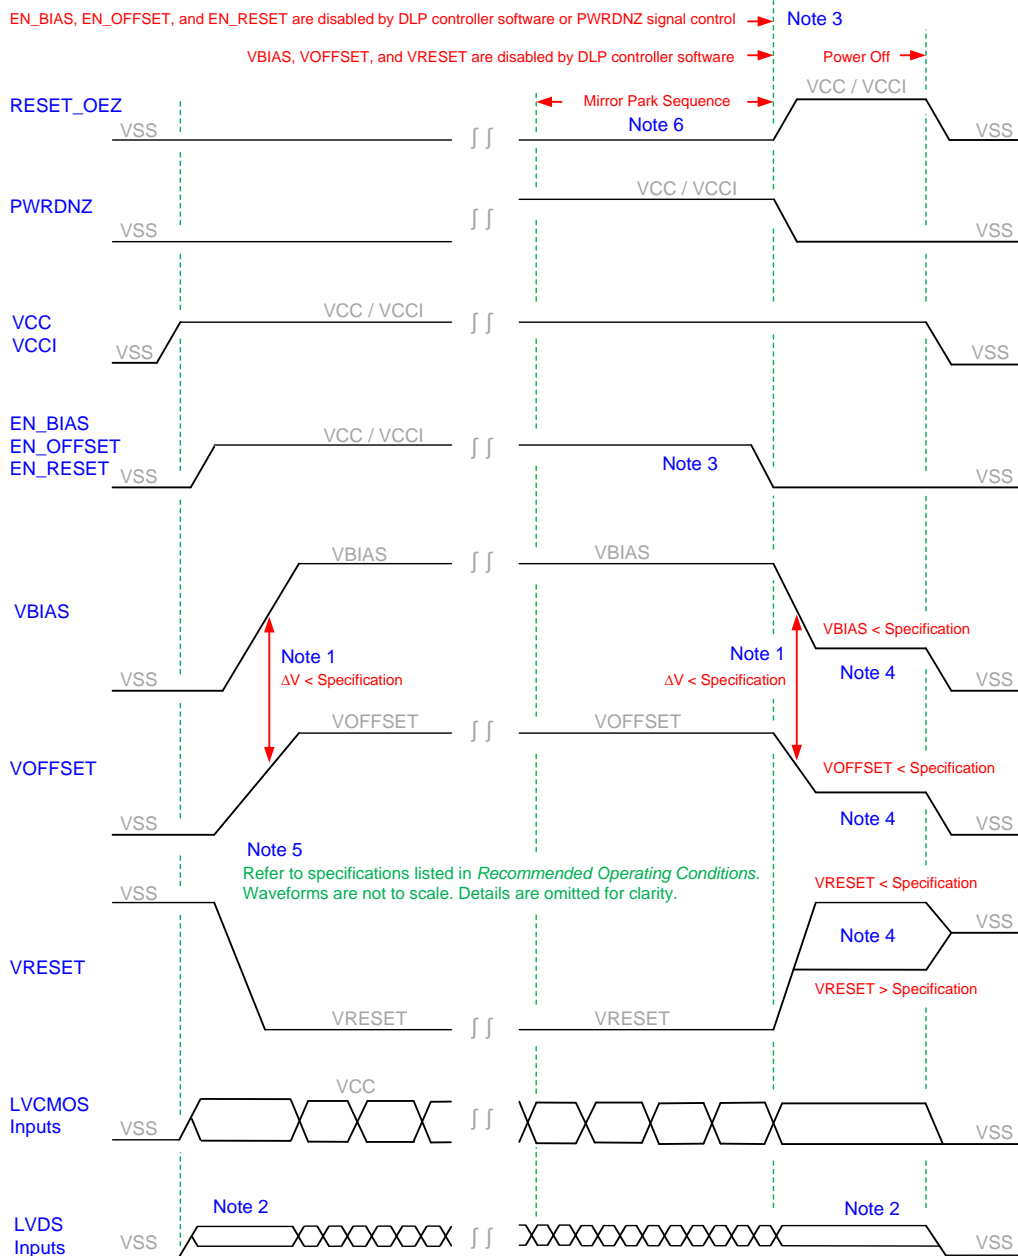 EN_BIAS, EN_OFFSET, and EN_RESET are disabled by DLP controller software or PWRDNZ signal control
Note 3
VBIAS, VOFFSET, and VRESET are disabled by DLP controller software
Power Off
VCC / VCCI
Mirror Park Sequence
RESET_OEZ
VSS
Note 6
VSS
VCC / VCCI
PWRDNZ
VSS
VSS
VCC / VCCI
VCC
VCCI
VSS
VSS
EN_BIAS
EN_OFFSET
EN_RESET
VCC / VCCI
VSS
Note 3
VSS
VBIAS
VBIAS
VBIAS
VBIAS < Specification
Note 1
ΔV < Specification
Note 1
ΔV < Specification
Note 4
VSS
VSS
VOFFSET
VOFFSET
VOFFSET
VOFFSET < Specification
VSS
Note 4
VSS
Note 5
Refer to specifications listed in Recommended Operating Conditions.
Waveforms are not to scale. Details are omitted for clarity.
VSS
VRESET < Specification
VSS
Note 4
VRESET
VRESET > Specification
VRESET
VRESET
VCC
LVCMOS
Inputs
VSS
VSS
Note 2
Note 2
LVDS
Inputs
VSS
VSS